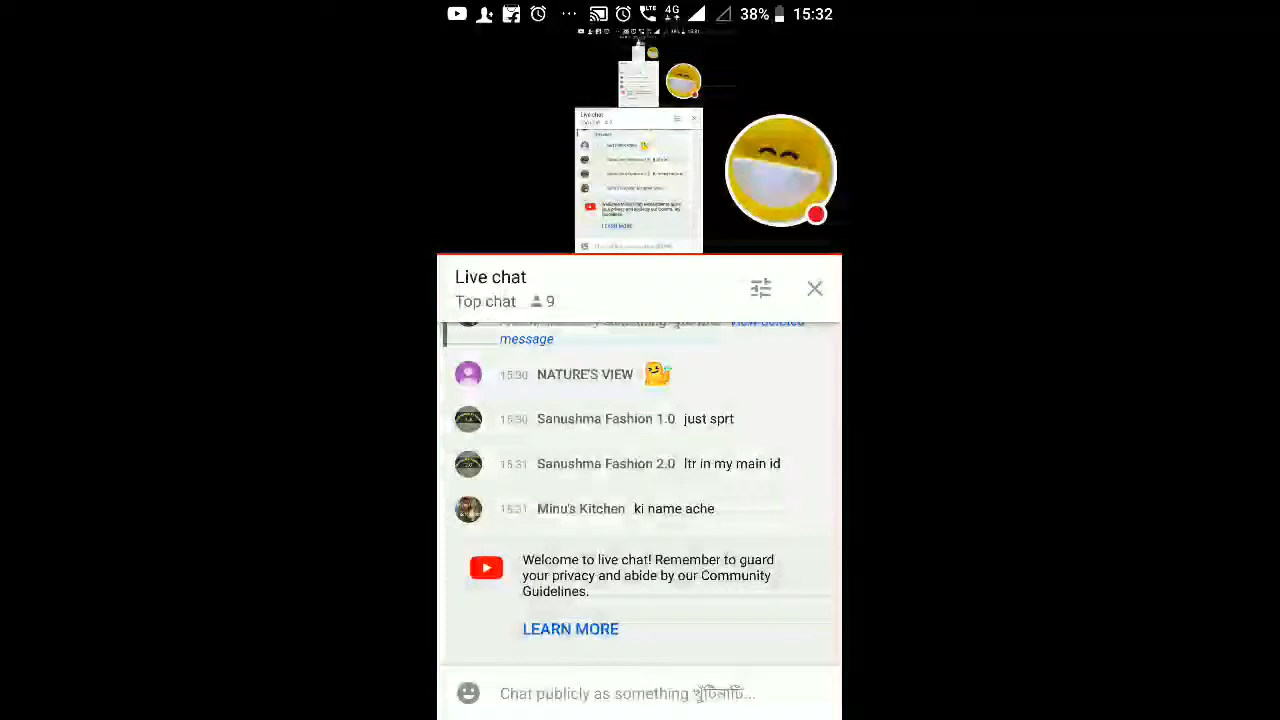 38% 15:32
Live chat
Top chat 9
message
15:30 NATURE'S VIEW
15:30 Sanushma Fashion 1.0 just sprt
15:31 Sanushma Fashion 2.0 ltr in my main id
15:31 Minu's Kitchen ki name ache
Welcome to live chat! Remember to guard
your privacy and abide by our Community
Guidelines.
LEARN MORE
Chat publicly as something খুঁটিনাটি...